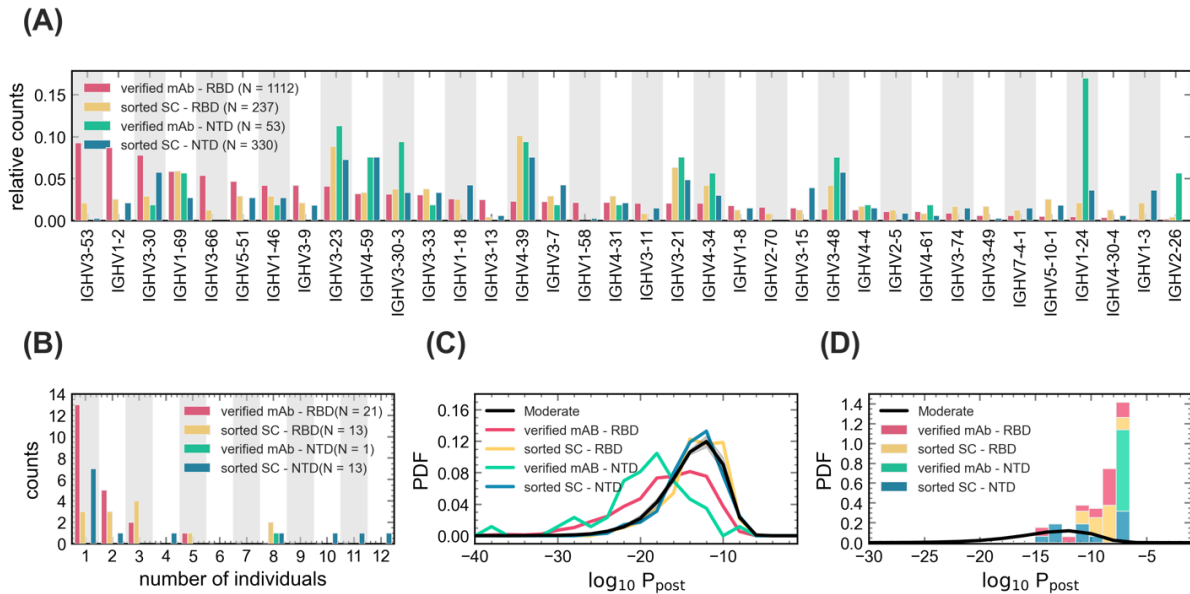 (A)
relative counts
0.15
0.10
0.05
0.00
verified mAb - RBD (N = 1112)
sorted SC - RBD (N = 237)
verified mAb - NTD (N = 53)
sorted SC - NTD (N = 330)
IGHV3-53
IGHV1-2
IGHV3-30
IGHV1-69
IGHV3-66
IGHV5-51
IGHV1-46
IGHV3-9
IGHV3-23
IGHV4-59
IGHV3-30-3
IGHV3-33
IGHV1-18
IGHV3-13
IGHV4-39
IGHV3-7
IGHV1-58
IGHV4-31
IGHV3-11
IGHV3-21
IGHV4-34
IGHV1-8
IGHV2-70
IGHV3-15
IGHV3-48
IGHV4-4
IGHV2-5
IGHV4-61
IGHV3-74
IGHV3-49
IGHV7-4-1
IGHV5-10-1
IGHV1-24
IGHV4-30-4
IGHV1-3
IGHV2-26
(B)
counts
14
12
10
8
6
4
2
0
verified mAb - RBD(N = 21)
sorted SC - RBD(N = 13)
verified mAb - NTD(N = 1)
sorted SC - NTD(N = 13)
1 2 3 4 5 6 7 8 9 10 11 12
number of individuals
(C)
PDF
0.16
0.12
0.08
0.04
0.00
Moderate
verified mAB - RBD
sorted SC - RBD
verified mAB - NTD
sorted SC - NTD
−40 −30 −20 −10
log10 Ppost
(D)
PDF
1.4
1.2
1.0
0.8
0.6
0.4
0.2
0.0
Moderate
verified mAb - RBD
sorted SC - RBD
verified mAb - NTD
sorted SC - NTD
−30 −25 −20 −15 −10 −5
log10 Ppost